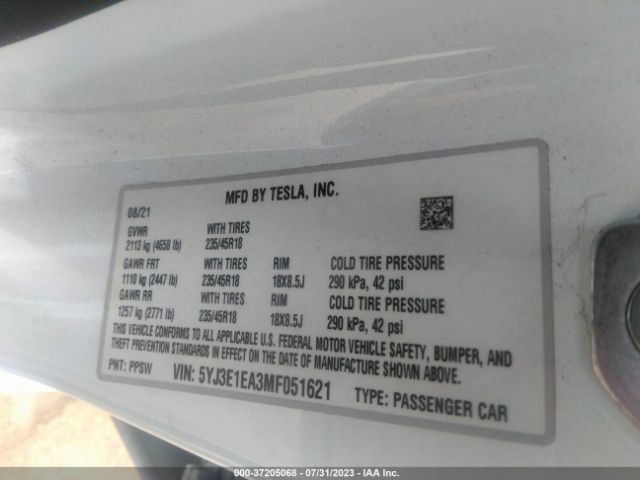 MFD BY TESLA, INC.
08/21
GVWR WITH TIRES
2113 kg (4658 lb) 235/45R18
GAWR FRT WITH TIRES RIM COLD TIRE PRESSURE
1110 kg (2447 lb) 235/45R18 18X8.5J 290 kPa, 42 psi
GAWR RR WITH TIRES RIM COLD TIRE PRESSURE
1257 kg (2771 lb) 235/45R18 18X8.5J 290 kPa, 42 psi
THIS VEHICLE CONFORMS TO ALL APPLICABLE U.S. FEDERAL MOTOR VEHICLE SAFETY, BUMPER, AND
THEFT PREVENTION STANDARDS IN EFFECT ON THE DATE OF MANUFACTURE SHOWN ABOVE.
PNT: PPSW VIN: 5YJ3E1EA3MF051621 TYPE: PASSENGER CAR
000-37205068 - 07/31/2023 - IAA Inc.